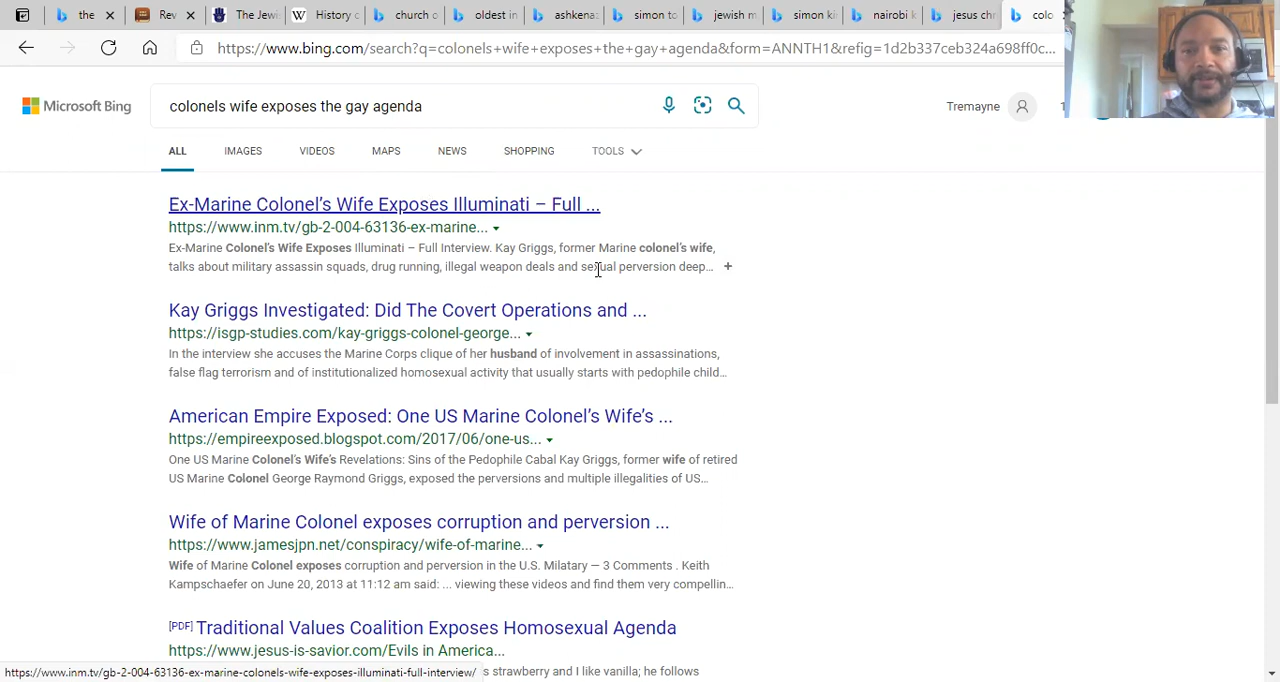 the
Rev
The Jewi
History c
church o
oldest in
ashkena
simon to
jewish m
simon ki
nairobi k
jesus chr
colo
https://www.bing.com/search?q=colonels+wife+exposes+the+gay+agenda&form=ANNTH1&refig=1d2b337ceb324a698ff0c...
Microsoft Bing
colonels wife exposes the gay agenda
Tremayne
ALL IMAGES VIDEOS MAPS NEWS SHOPPING TOOLS
Ex-Marine Colonel’s Wife Exposes Illuminati – Full ...
https://www.inm.tv/gb-2-004-63136-ex-marine...
Ex-Marine Colonel’s Wife Exposes Illuminati – Full Interview. Kay Griggs, former Marine colonel’s wife,
talks about military assassin squads, drug running, illegal weapon deals and sexual perversion deep...
Kay Griggs Investigated: Did The Covert Operations and ...
https://isgp-studies.com/kay-griggs-colonel-george...
In the interview she accuses the Marine Corps clique of her husband of involvement in assassinations,
false flag terrorism and of institutionalized homosexual activity that usually starts with pedophile child...
American Empire Exposed: One US Marine Colonel’s Wife’s ...
https://empireexposed.blogspot.com/2017/06/one-us...
One US Marine Colonel’s Wife’s Revelations: Sins of the Pedophile Cabal Kay Griggs, former wife of retired
US Marine Colonel George Raymond Griggs, exposed the perversions and multiple illegalities of US...
Wife of Marine Colonel exposes corruption and perversion ...
https://www.jamesjpn.net/conspiracy/wife-of-marine...
Wife of Marine Colonel exposes corruption and perversion in the U.S. Milatary — 3 Comments . Keith
Kampschaefer on June 20, 2013 at 11:12 am said: ... viewing these videos and find them very compellin...
[PDF] Traditional Values Coalition Exposes Homosexual Agenda
https://www.jesus-is-savior.com/Evils in America...
https://www.inm.tv/gb-2-004-63136-ex-marine-colonels-wife-exposes-illuminati-full-interview/
s strawberry and I like vanilla; he follows